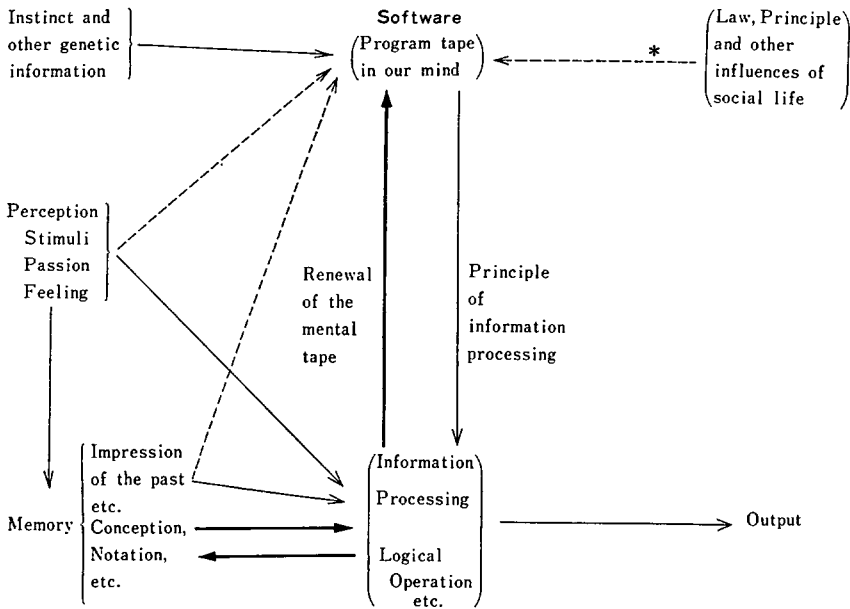 Instinct and
other genetic
information
Software
(Program tape
in our mind)
*
(Law, Principle)
and other
influences of
social life
Perception
Stimuli
Passion
Feeling
Renewal
of the
mental
tape
Principle
of
information
processing
Memory
Impression
of the past
etc.
Conception,
Notation,
etc.
(Information)
Processing
Logical
Operation
etc.
Output